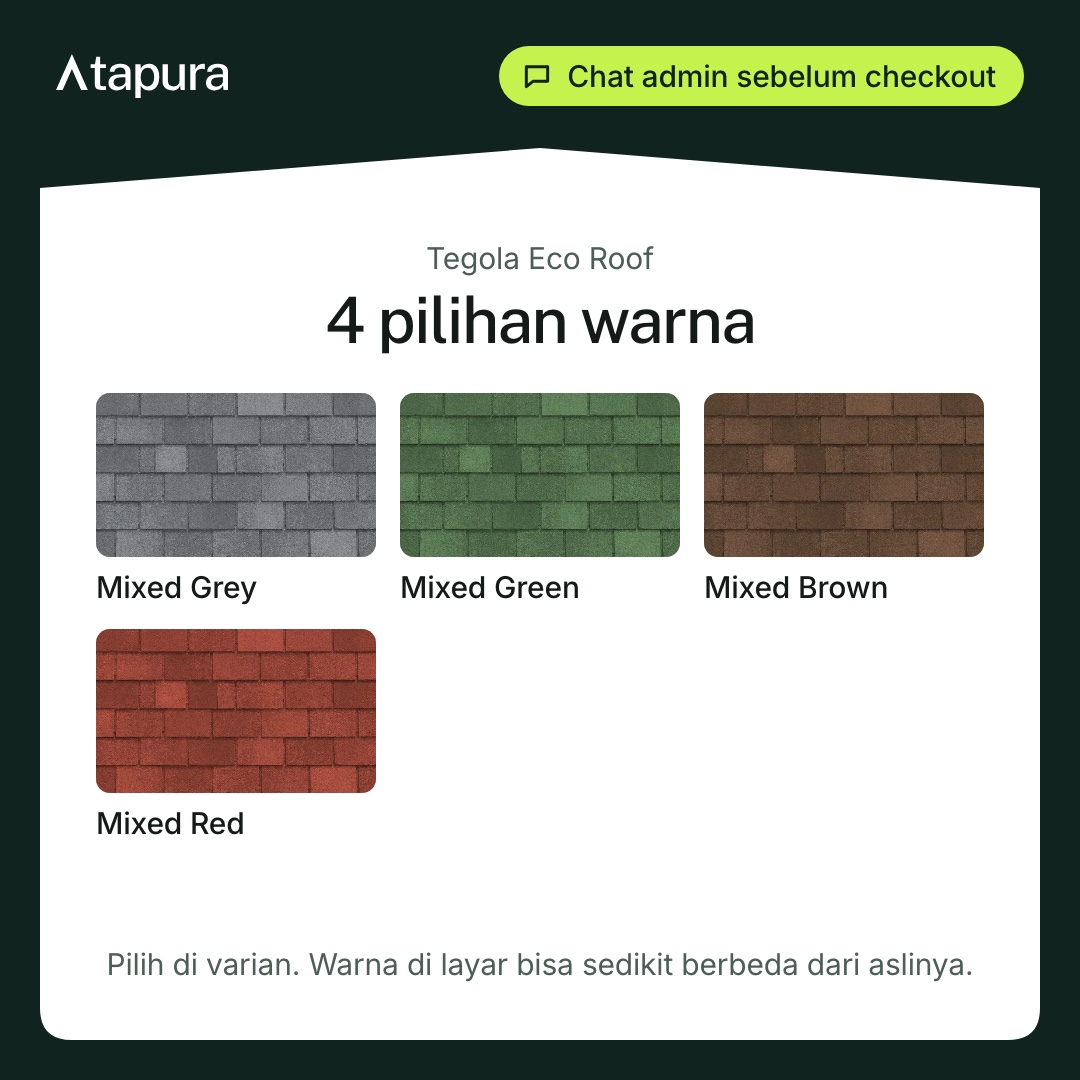 Atapura
Chat admin sebelum checkout
Tegola Eco Roof
4 pilihan warna
Mixed Grey
Mixed Green
Mixed Brown
Mixed Red
Pilih di varian. Warna di layar bisa sedikit berbeda dari aslinya.